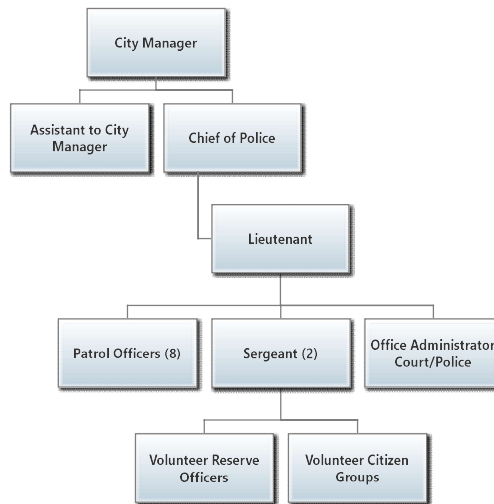 City Manager
Assistant to City
Manager
Chief of Police
Lieutenant
Patrol Officers (8)
Sergeant (2)
Office Administrator
Court/Police
Volunteer Reserve
Officers
Volunteer Citizen
Groups